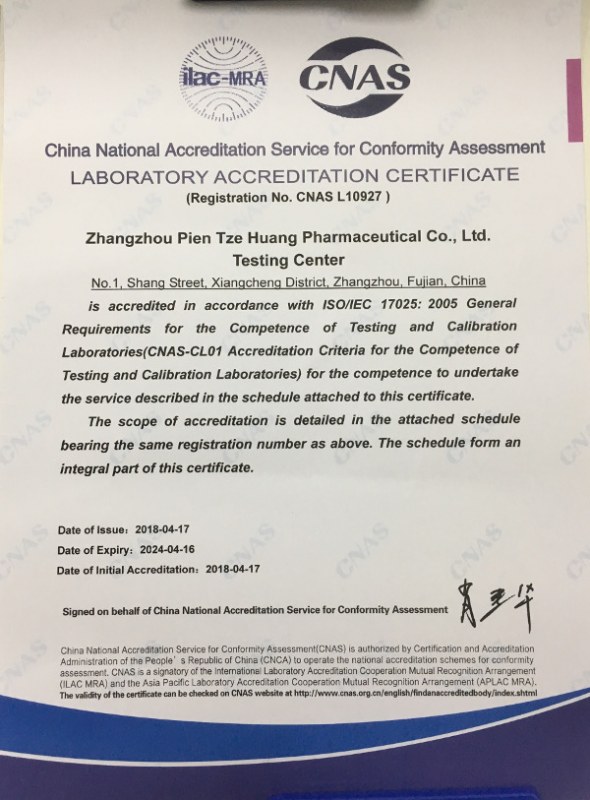 ilac-MRA
CNAS
China National Accreditation Service for Conformity Assessment
LABORATORY ACCREDITATION CERTIFICATE
(Registration No. CNAS L10927 )
Zhangzhou Pien Tze Huang Pharmaceutical Co., Ltd.
Testing Center
No.1, Shang Street, Xiangcheng District, Zhangzhou, Fujian, China
is accredited in accordance with ISO/IEC 17025: 2005 General
Requirements for the Competence of Testing and Calibration
Laboratories(CNAS-CL01 Accreditation Criteria for the Competence of
Testing and Calibration Laboratories) for the competence to undertake
the service described in the schedule attached to this certificate.
The scope of accreditation is detailed in the attached schedule
bearing the same registration number as above. The schedule form an
integral part of this certificate.
Date of Issue: 2018-04-17
Date of Expiry: 2024-04-16
Date of Initial Accreditation: 2018-04-17
Signed on behalf of China National Accreditation Service for Conformity Assessment
China National Accreditation Service for Conformity Assessment(CNAS) is authorized by Certification and Accreditation
Administration of the People's Republic of China (CNCA) to operate the national accreditation schemes for conformity
assessment. CNAS is a signatory of the International Laboratory Accreditation Cooperation Mutual Recognition Arrangement
(ILAC MRA) and the Asia Pacific Laboratory Accreditation Cooperation Mutual Recognition Arrangement (APLAC MRA).
The validity of the certificate can be checked on CNAS website at http://www.cnas.org.cn/english/findanaccreditedbody/index.shtml